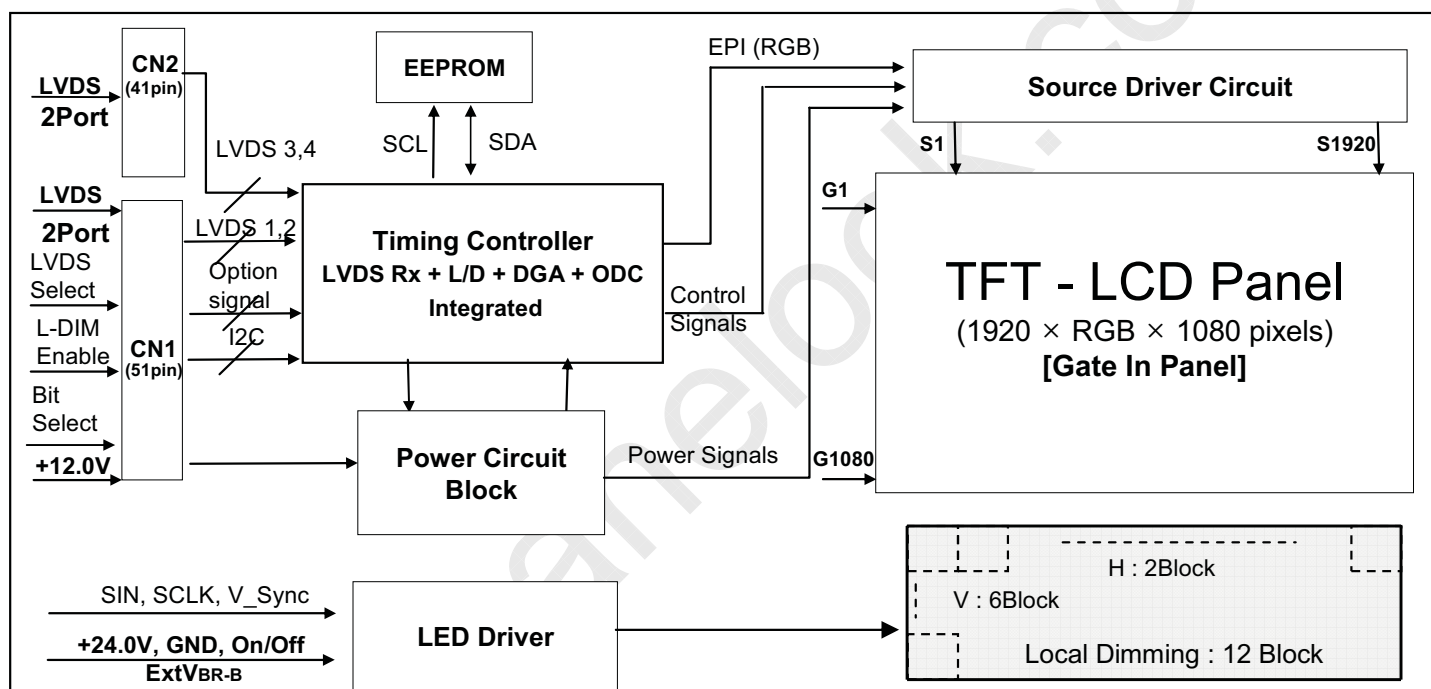 CN2
(41pin)
LVDS
2Port
EEPROM
SCL
SDA
LVDS 3,4
EPI (RGB)
Source Driver Circuit
S1
S1920
LVDS
2Port
LVDS
Select
L-DIM
Enable
Bit
Select
+12.0V
CN1
(51pin)
LVDS 1,2
Option
signal
I2C
Timing Controller
LVDS Rx + L/D + DGA + ODC
Integrated
Control
Signals
G1
G1080
TFT - LCD Panel
(1920 × RGB × 1080 pixels)
[Gate In Panel]
Power Circuit
Block
Power Signals
SIN, SCLK, V_Sync
+24.0V, GND, On/Off
ExtVBR-B
LED Driver
H : 2Block
V : 6Block
Local Dimming : 12 Block